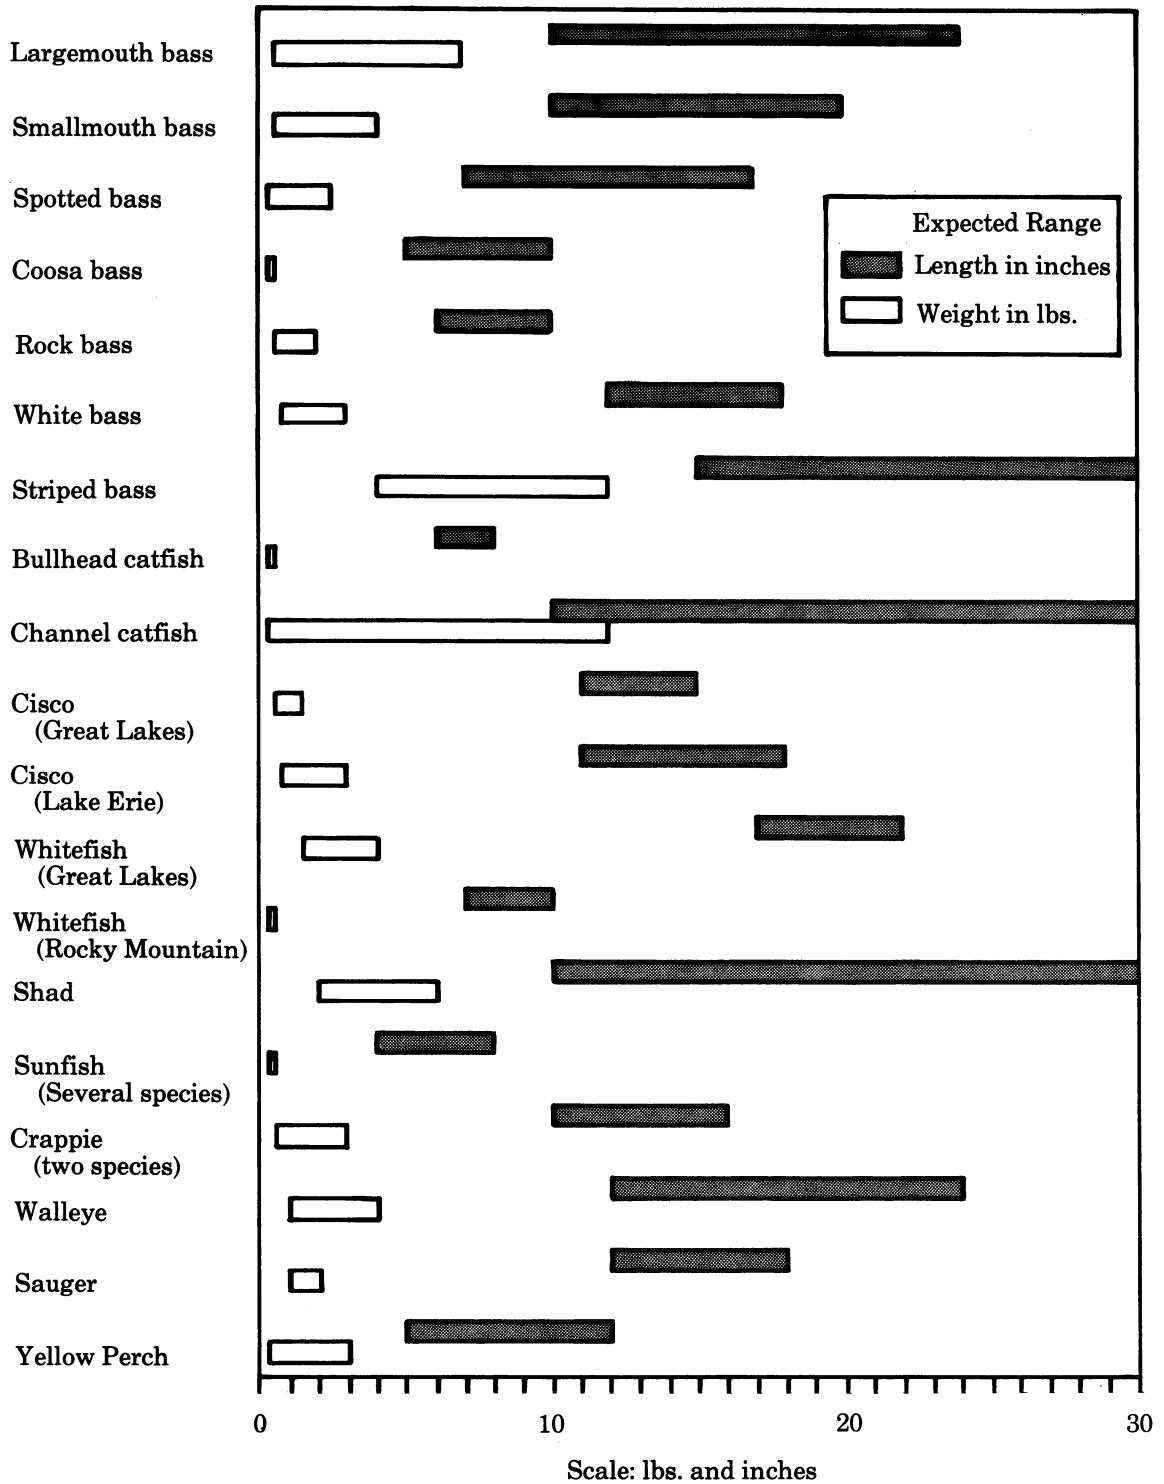 Largemouth bass
Smallmouth bass
Spotted bass
Expected Range
Length in inches
Weight in lbs.
Coosa bass
Rock bass
White bass
Striped bass
Bullhead catfish
Channel catfish
Cisco
(Great Lakes)
Cisco
(Lake Erie)
Whitefish
(Great Lakes)
Whitefish
(Rocky Mountain)
Shad
Sunfish
(Several species)
Crappie
(two species)
Walleye
Sauger
Yellow Perch
0 10 20 30
Scale: lbs. and inches